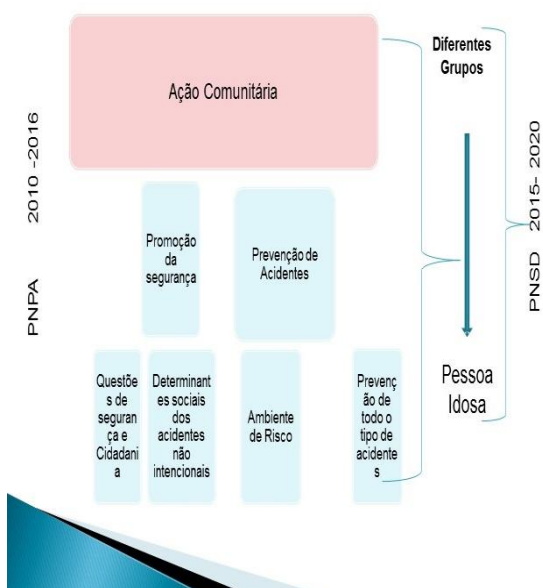 Ação Comunitária
Diferentes
Grupos
PNPA 2010 -2016
PNSD 2015- 2020
Promoção
da
segurança
Prevenção de
Acidentes
Questõe
s de
seguran
ça e
Cidadani
a
Determinant
es sociais
dos
acidentes
não
intencionais
Ambiente
de Risco
Prevenç
ão de
todo o
tipo de
acidente
s
Pessoa
Idosa